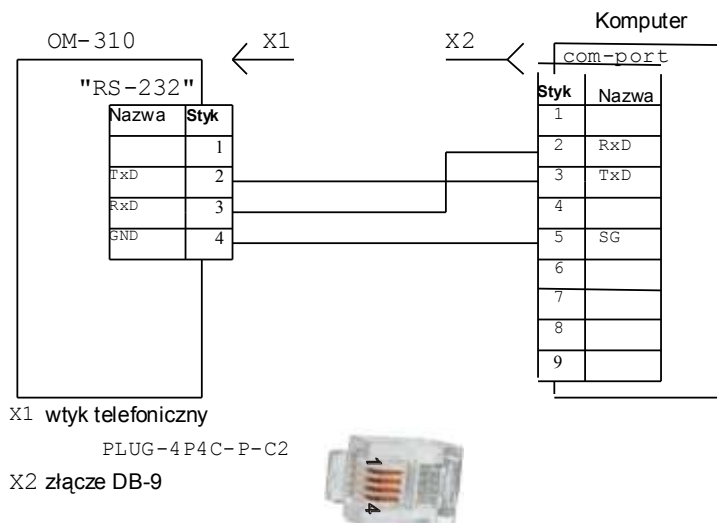 Komputer
OM-310
X1
X2
com-port
"RS-232"
Nazwa Styk
1
TxD 2
RxD 3
GND 4
Styk Nazwa
1
2 RxD
3 TxD
4
5 SG
6
7
8
9
X1 wtyk telefoniczny
PLUG-4P4C-P-C2
X2 złącze DB-9
1
4